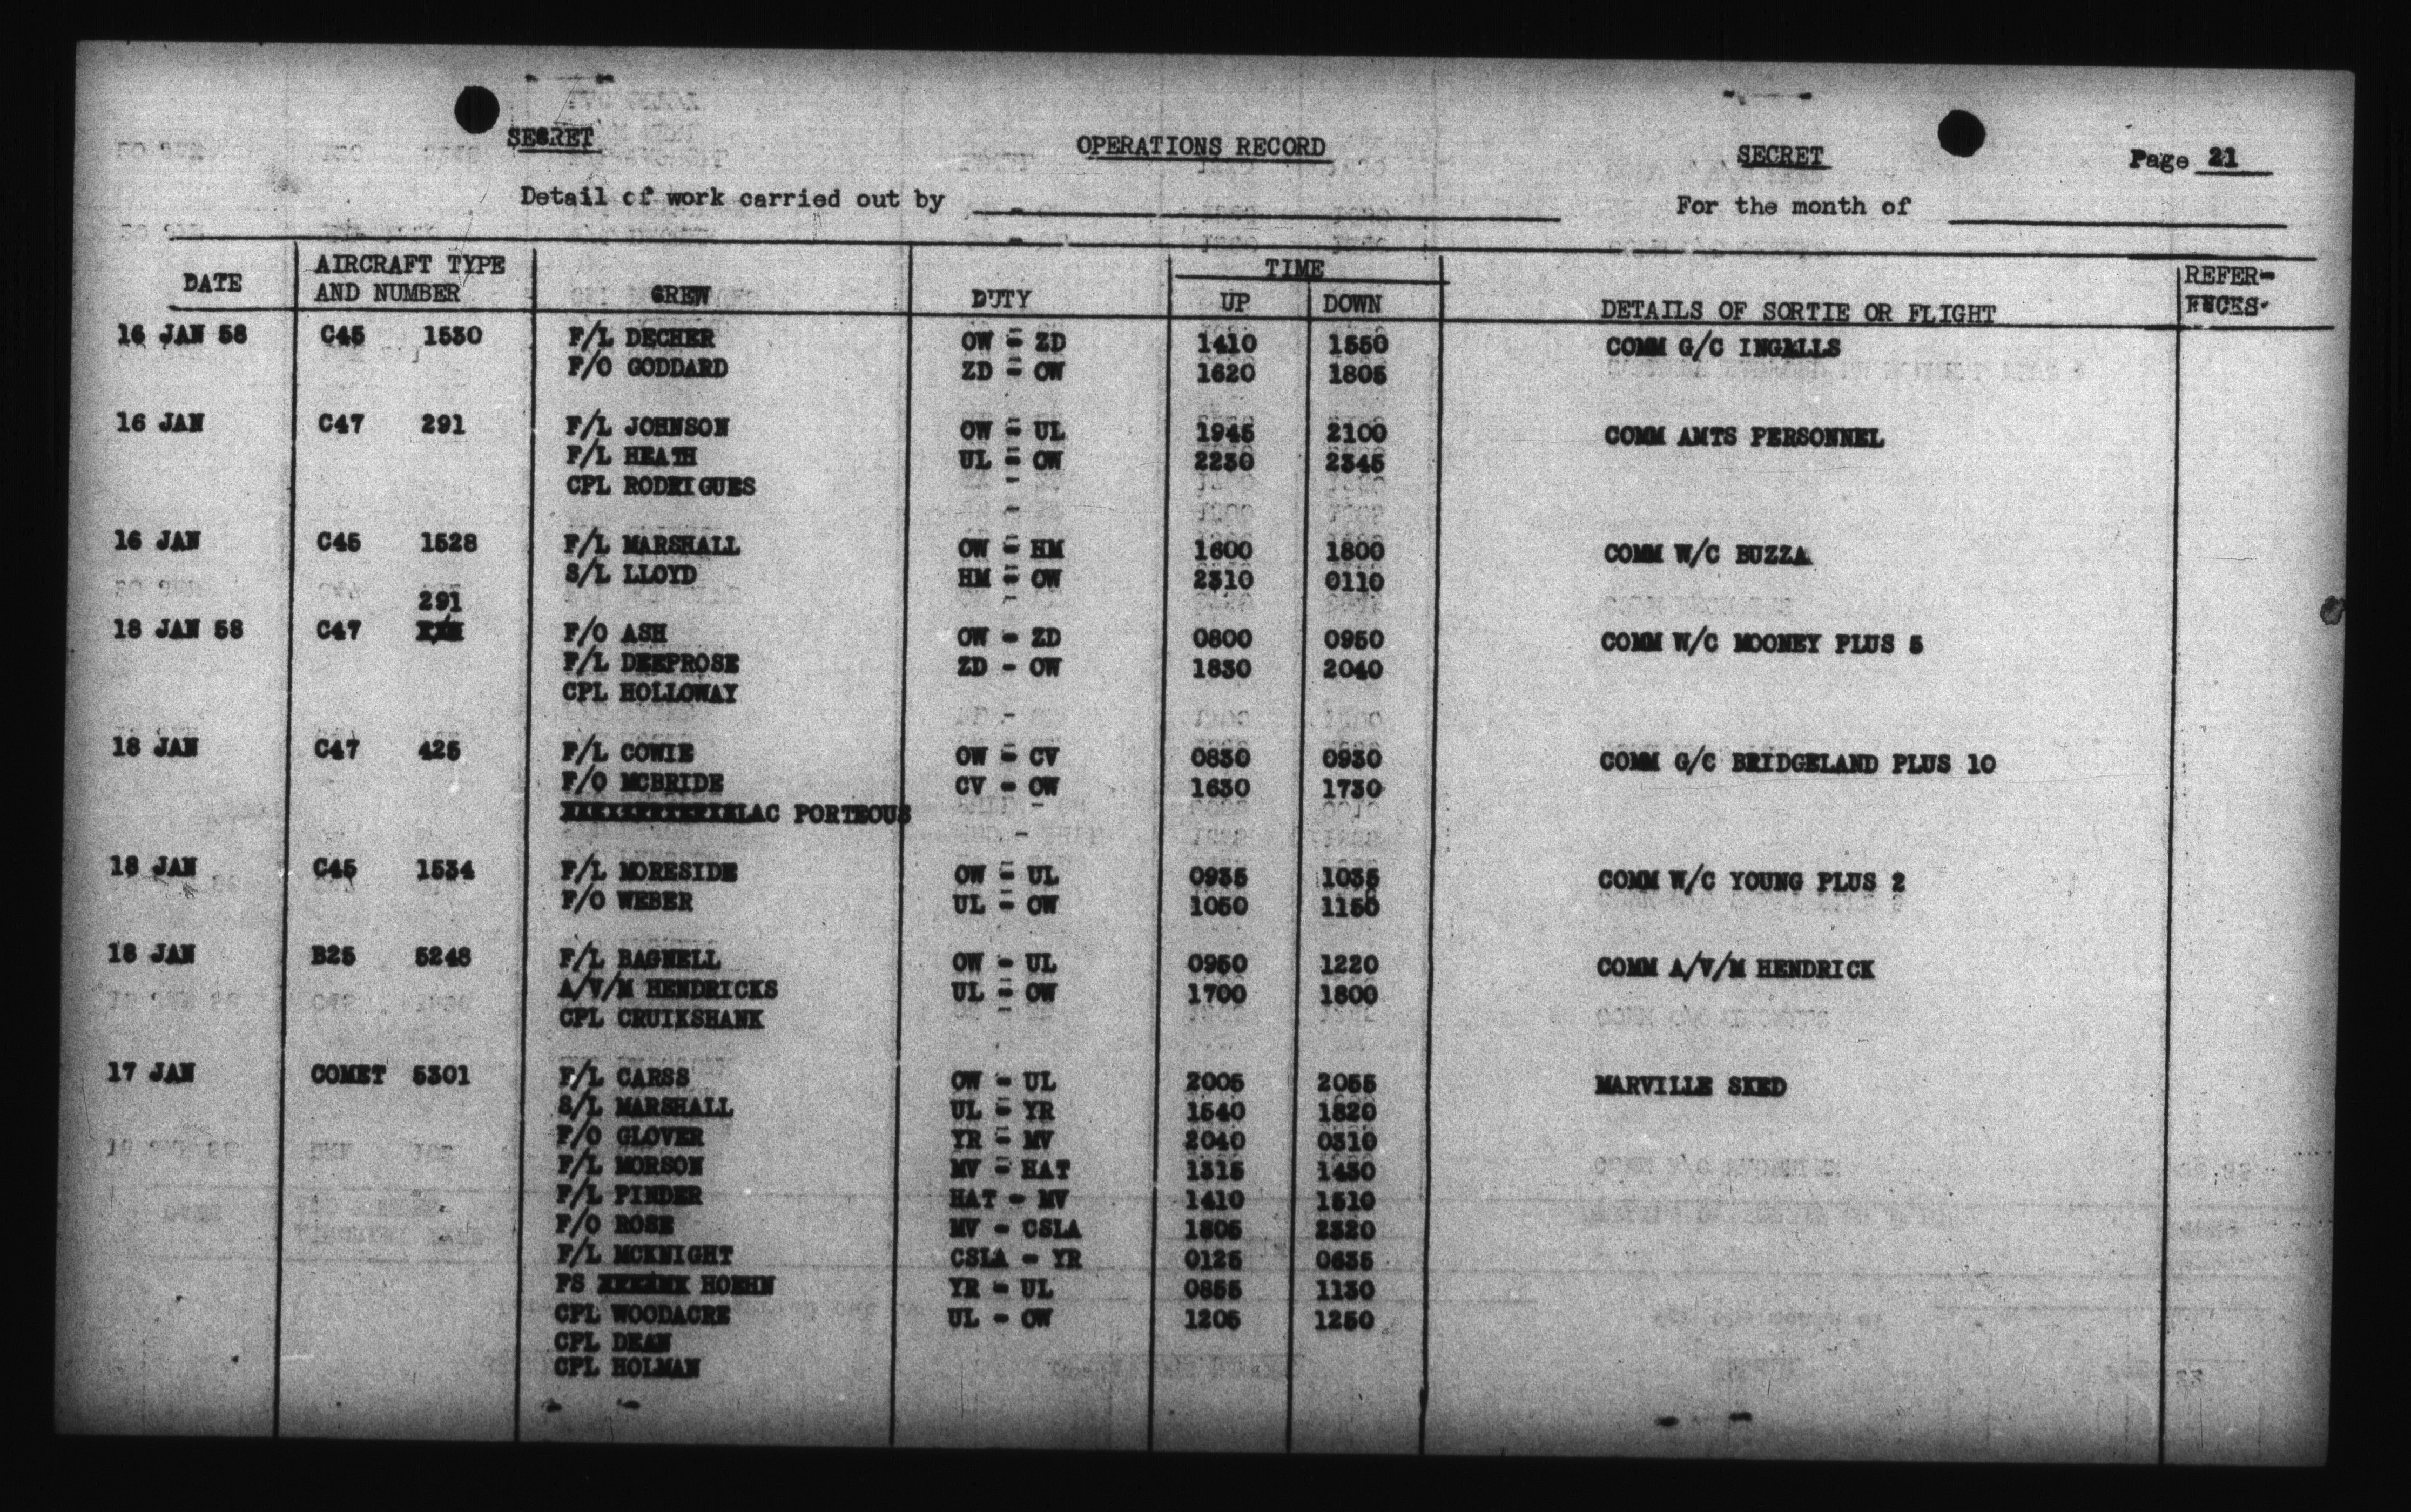 SECRET OPERATIONS RECORD SECRET Page 21
Detail of work carried out by For the month of
DATE AIRCRAFT TYPE AND NUMBER CREW DUTY TIME UP DOWN DETAILS OF SORTIE OR FLIGHT REFER-ENCES-
16 JAN 58 C45 1530 F/L DECHER OW - ZD 1410 1550 COMM G/C INGALLS
F/O GODDARD ZD - OW 1620 1805
16 JAN C47 291 F/L JOHNSON OW - UL 1945 2100 COMM AMTS PERSONNEL
F/L HEATH UL - OW 2230 2345
CPL RODRIGUES
16 JAN C45 1528 F/L MARSHALL OW - HM 1600 1800 COMM W/C BUZZA
S/L LLOYD HM - OW 2310 0110
291
18 JAN 58 C47 F/O ASH OW - ZD 0800 0950 COMM W/C MOONEY PLUS 5
F/L DEEPROSE ZD - OW 1830 2040
CPL HOLLOWAY
18 JAN C47 425 F/L COWIE OW - CV 0830 0930 COMM G/C BRIDGELAND PLUS 10
F/O MCBRIDE CV - OW 1630 1730
LAC PORTEOUS
18 JAN C45 1534 F/L MORESIDE OW - UL 0935 1035 COMM W/C YOUNG PLUS 2
F/O WEBER UL - OW 1050 1150
18 JAN B25 5248 F/L BAGNELL OW - UL 0950 1220 COMM A/V/M HENDRICK
A/V/M HENDRICKS UL - OW 1700 1800
CPL CRUIKSHANK
17 JAN COMET 5301 F/L CARSS OW - UL 2005 2055 MARVILLE SKED
S/L MARSHALL UL - YR 1540 1820
F/O GLOVER YR - MV 2040 0310
F/L MORSON MV - HAT 1315 1430
F/L PINDER HAT - MV 1410 1510
F/O ROSE MV - CSLA 1805 2320
F/L MCKNIGHT CSLA - YR 0125 0635
FS HOEHN YR - UL 0855 1130
CPL WOODACRE UL - OW 1205 1250
CPL DEAN
CPL HOLMAN